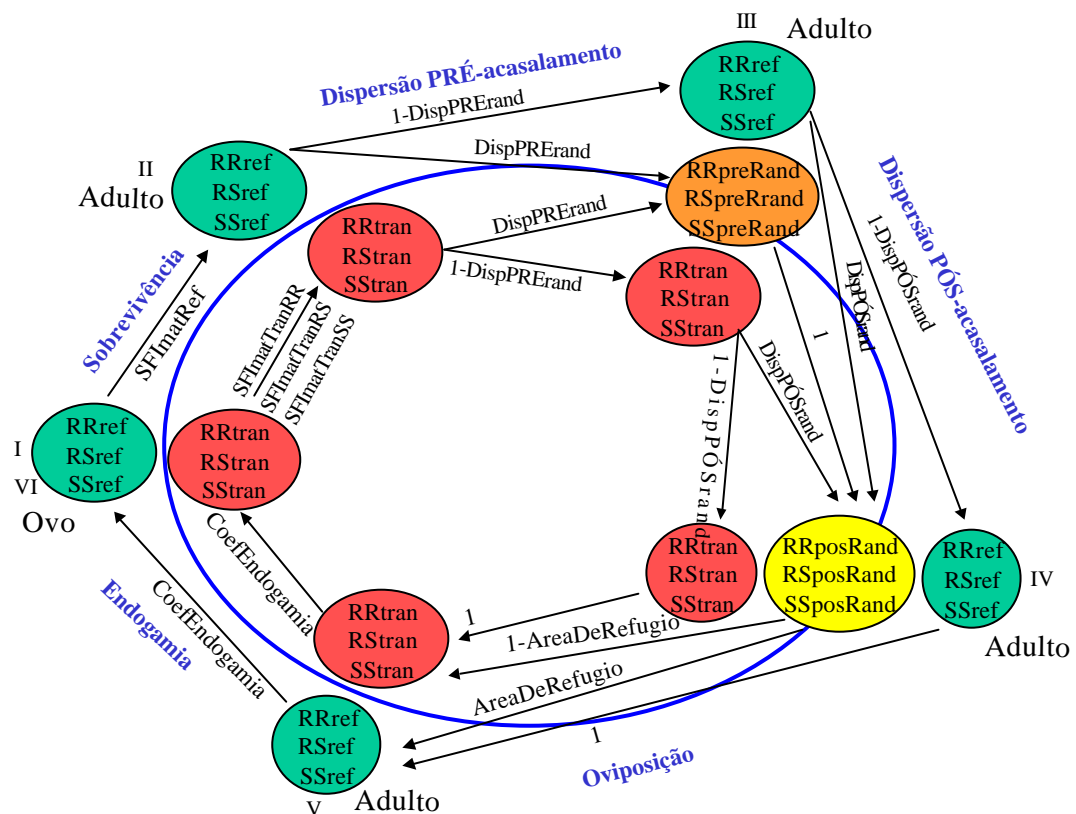 III
Adulto
RRref
RSref
SSref
Dispersão PRÉ-acasalamento
1-DispPRErand
II
Adulto
RRref
RSref
SSref
DispPRErand
RRpreRand
RSpreRrand
SSpreRand
RRtran
RStran
SStran
DispPRErand
1-DispPRErand
RRtran
RStran
SStran
Dispersão PÓS-acasalamento
1-DispPÓSrand
DispPÓSrand
1
DispPÓSrand
1-DispPÓSrand
Sobrevivência
SFImatRef
SFImatTranRR
SFImatTranRS
SFImatTranSS
I
VI
Ovo
RRref
RSref
SSref
RRtran
RStran
SStran
RRtran
RStran
SStran
RRposRand
RSposRand
SSposRand
RRref
RSref
SSref
IV
Adulto
Endogamia
CoefEndogamia
CoefEndogamia
RRtran
RStran
SStran
1
1-AreaDeRefugio
AreaDeRefugio
1
Oviposição
RRref
RSref
SSref
V
Adulto